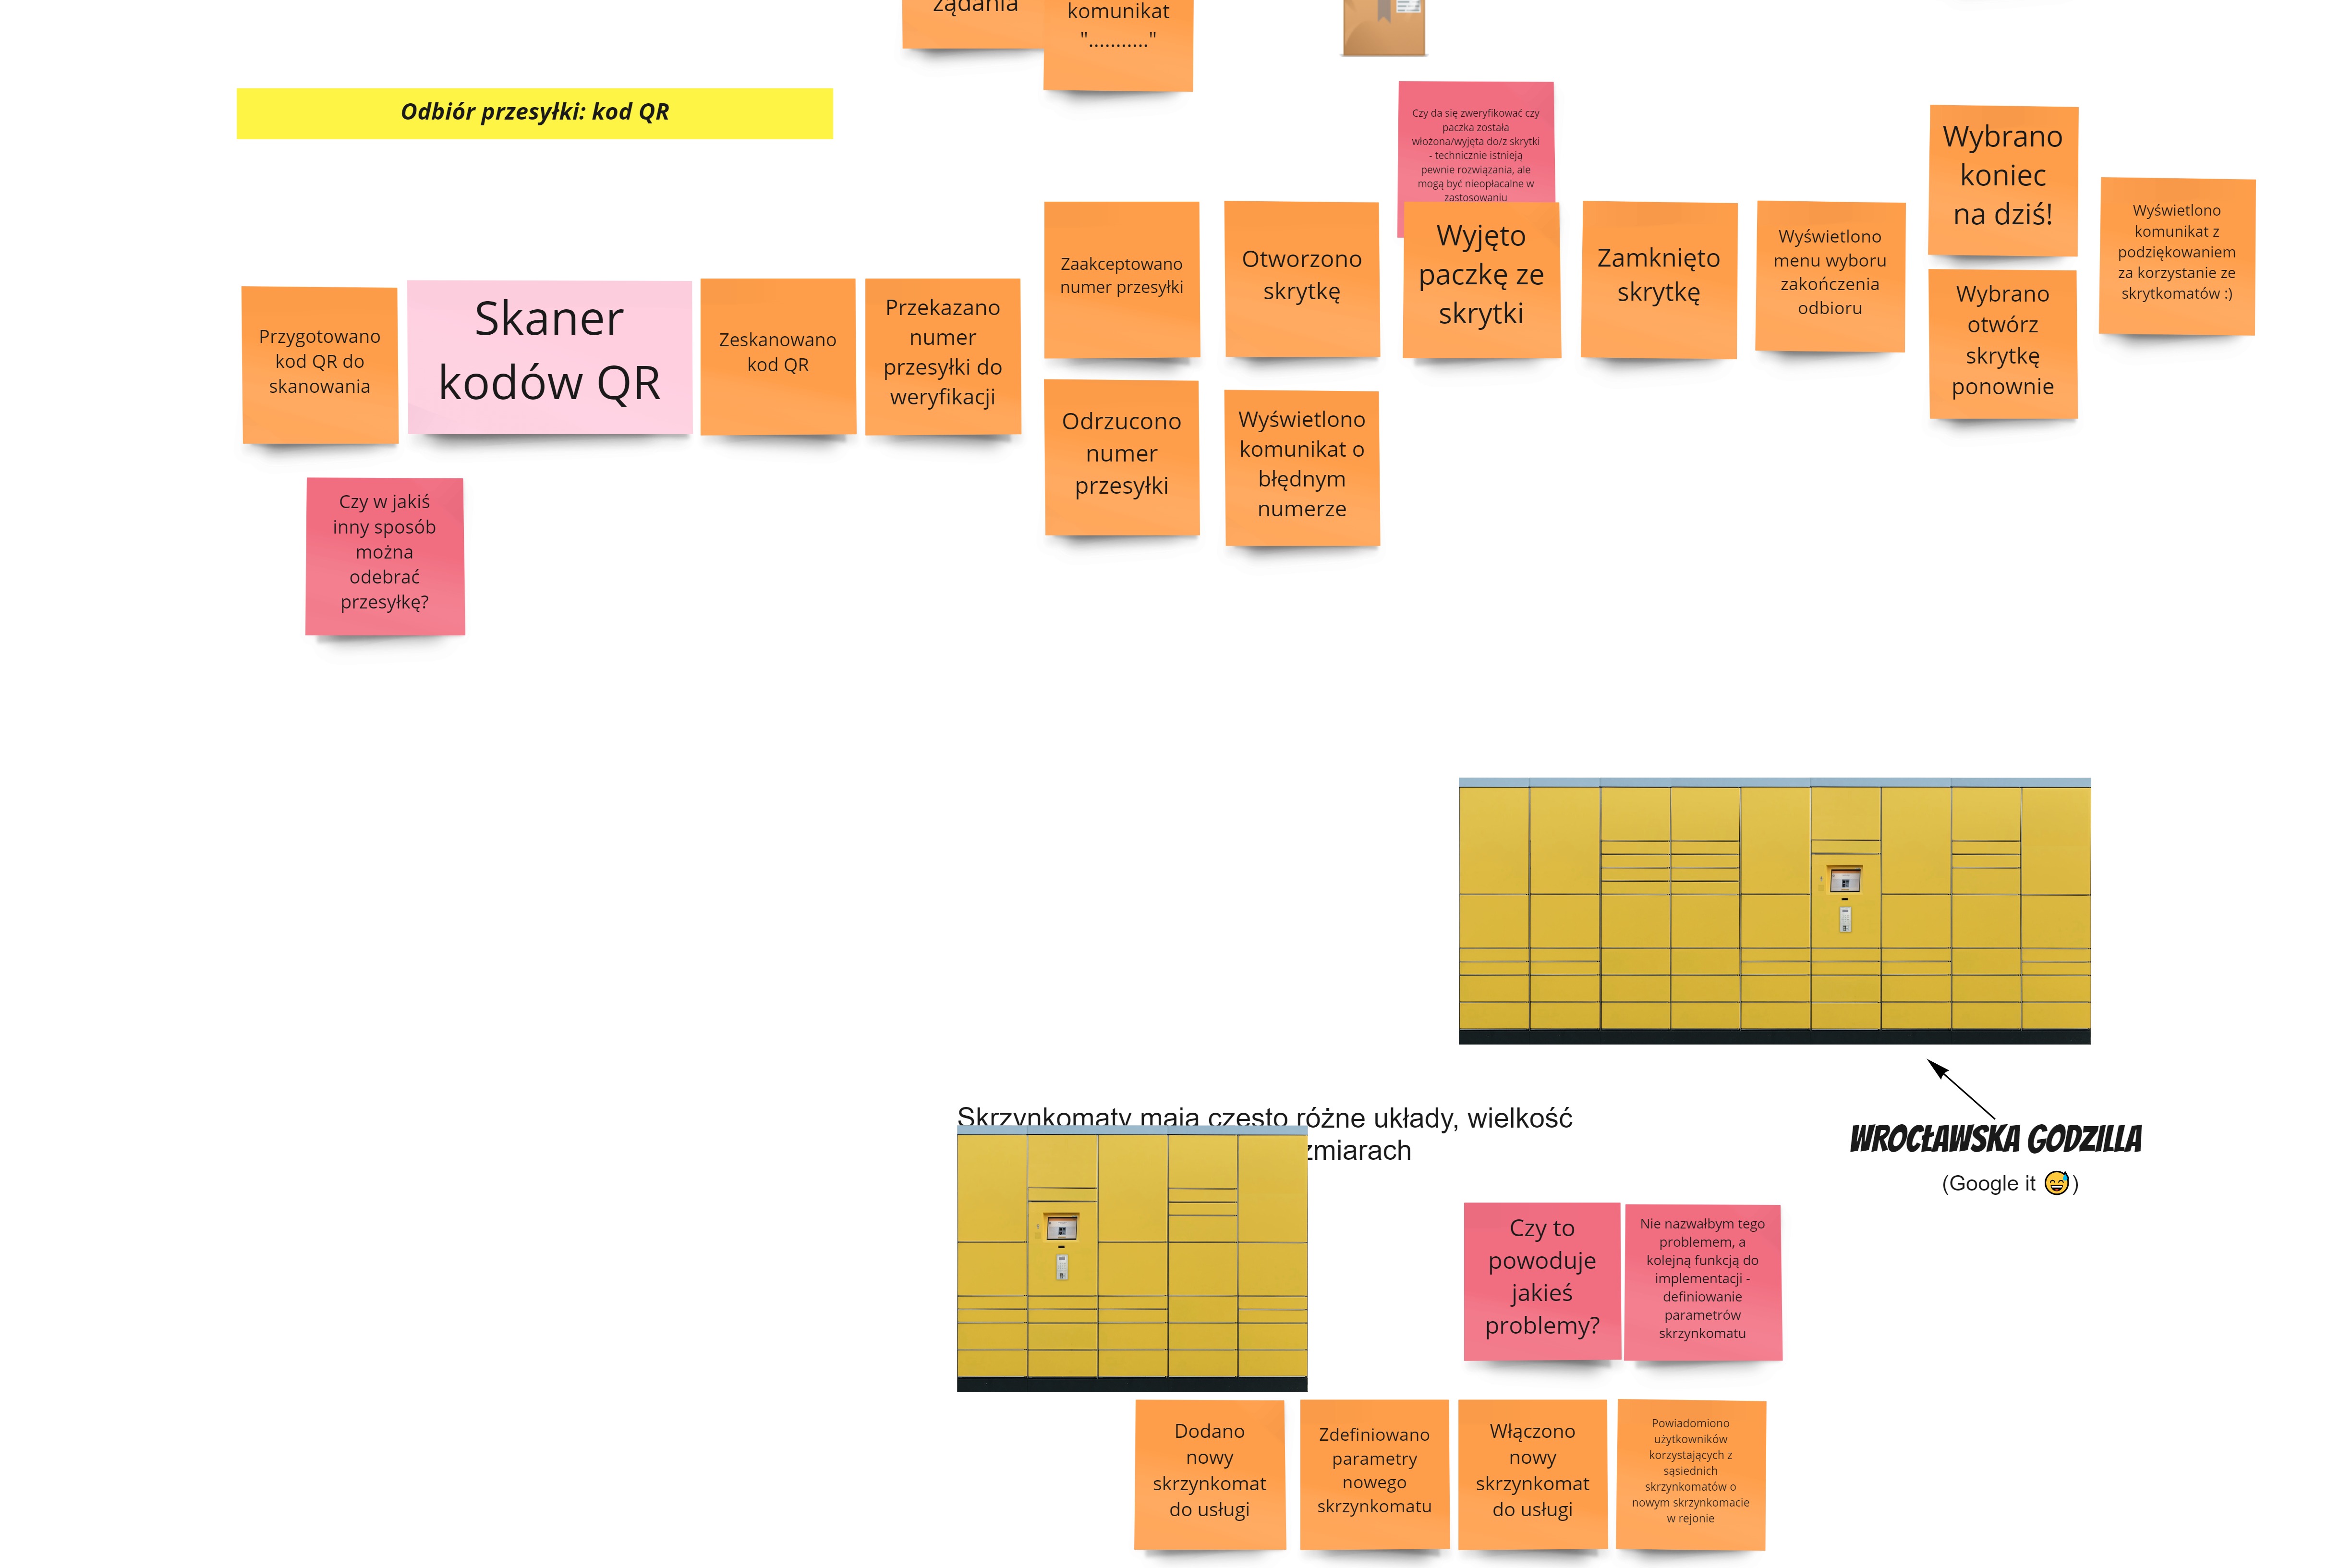 żądania
komunikat
"..........."
Odbiór przesyłki: kod QR
Czy da się zweryfikować czy
paczka została
włożona/wyjęta do/z skrytki
- technicznie istnieją
pewnie rozwiązania, ale
mogą być nieopłacalne w
zastosowaniu
Przygotowano
kod QR do
skanowania
Skaner
kodów QR
Zeskanowano
kod QR
Przekazano
numer
przesyłki do
weryfikacji
Zaakceptowano
numer przesyłki
Otworzono
skrytkę
Wyjęto
paczkę ze
skrytki
Zamknięto
skrytkę
Wyświetlono
menu wyboru
zakończenia
odbioru
Wybrano
koniec
na dziś!
Wybrano
otwórz
skrytkę
ponownie
Wyświetlono
komunikat z
podziękowaniem
za korzystanie ze
skrytkomatów :)
Odrzucono
numer
przesyłki
Wyświetlono
komunikat o
błędnym
numerze
Czy w jakiś
inny sposób
można
odebrać
przesyłkę?
Skrzynkomaty mają często różne układy, wielkość
zmiarach
WROCŁAWSKA GODZILLA
(Google it 😅)
Czy to
powoduje
jakieś
problemy?
Nie nazwałbym tego
problemem, a
kolejną funkcją do
implementacji -
definiowanie
parametrów
skrzynkomatu
Dodano
nowy
skrzynkomat
do usługi
Zdefiniowano
parametry
nowego
skrzynkomatu
Włączono
nowy
skrzynkomat
do usługi
Powiadomiono
użytkowników
korzystających z
sąsiednich
skrzynkomatów o
nowym skrzynkomacie
w rejonie